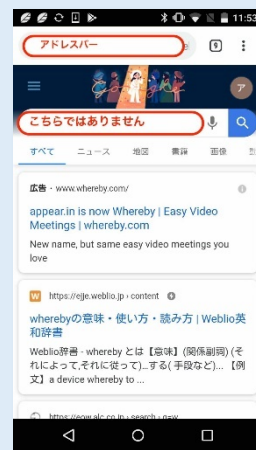 11:53
アドレスバー
9
ア
こちらではありません
すべて ニュース 地図 書籍 画像
広告・www.whereby.com/
appear.in is now Whereby | Easy Video
Meetings | whereby.com
New name, but same easy video meetings you
love
W https://ejje.weblio.jp › content
wherebyの意味・使い方・読み方 | Weblio英
和辞書
Weblio辞書 - whereby とは【意味】(関係副詞) (そ
れによって,それに従って)…する( 手段など)... 【例
文】a device whereby to ...
https://eow.alc.co.jp › search › q=w